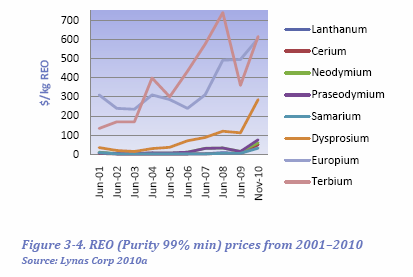 700
600
500
400
300
200
100
0
$/kg REO
Jun-01
Jun-02
Jun-03
Jun-04
Jun-05
Jun-06
Jun-07
Jun-08
Jun-09
Nov-10
Lanthanum
Cerium
Neodymium
Praseodymium
Samarium
Dysprosium
Europium
Terbium
Figure 3-4. REO (Purity 99% min) prices from 2001–2010
Source: Lynas Corp 2010a